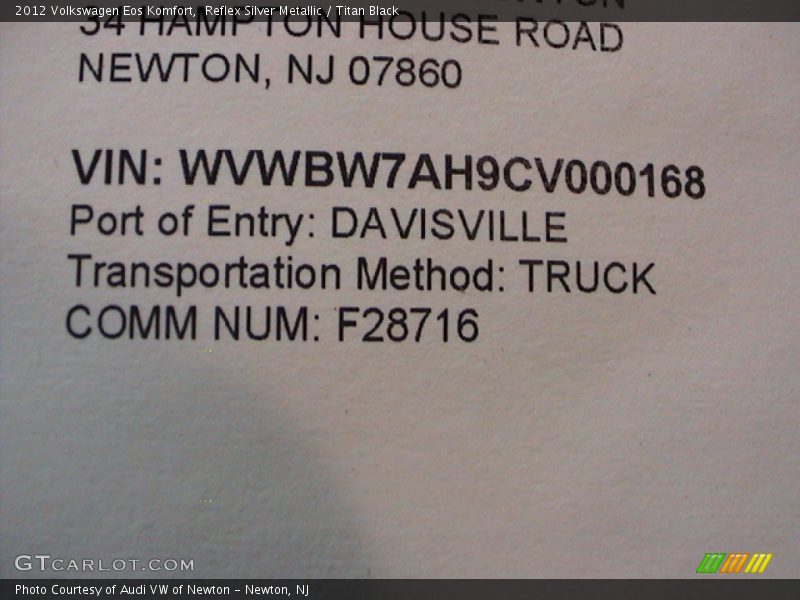 2012 Volkswagen Eos Komfort, Reflex Silver Metallic / Titan Black
34 HAMPTON HOUSE ROAD
NEWTON, NJ 07860
VIN: WVWBW7AH9CV000168
Port of Entry: DAVISVILLE
Transportation Method: TRUCK
COMM NUM: F28716
GTCARLOT.COM
Photo Courtesy of Audi VW of Newton - Newton, NJ